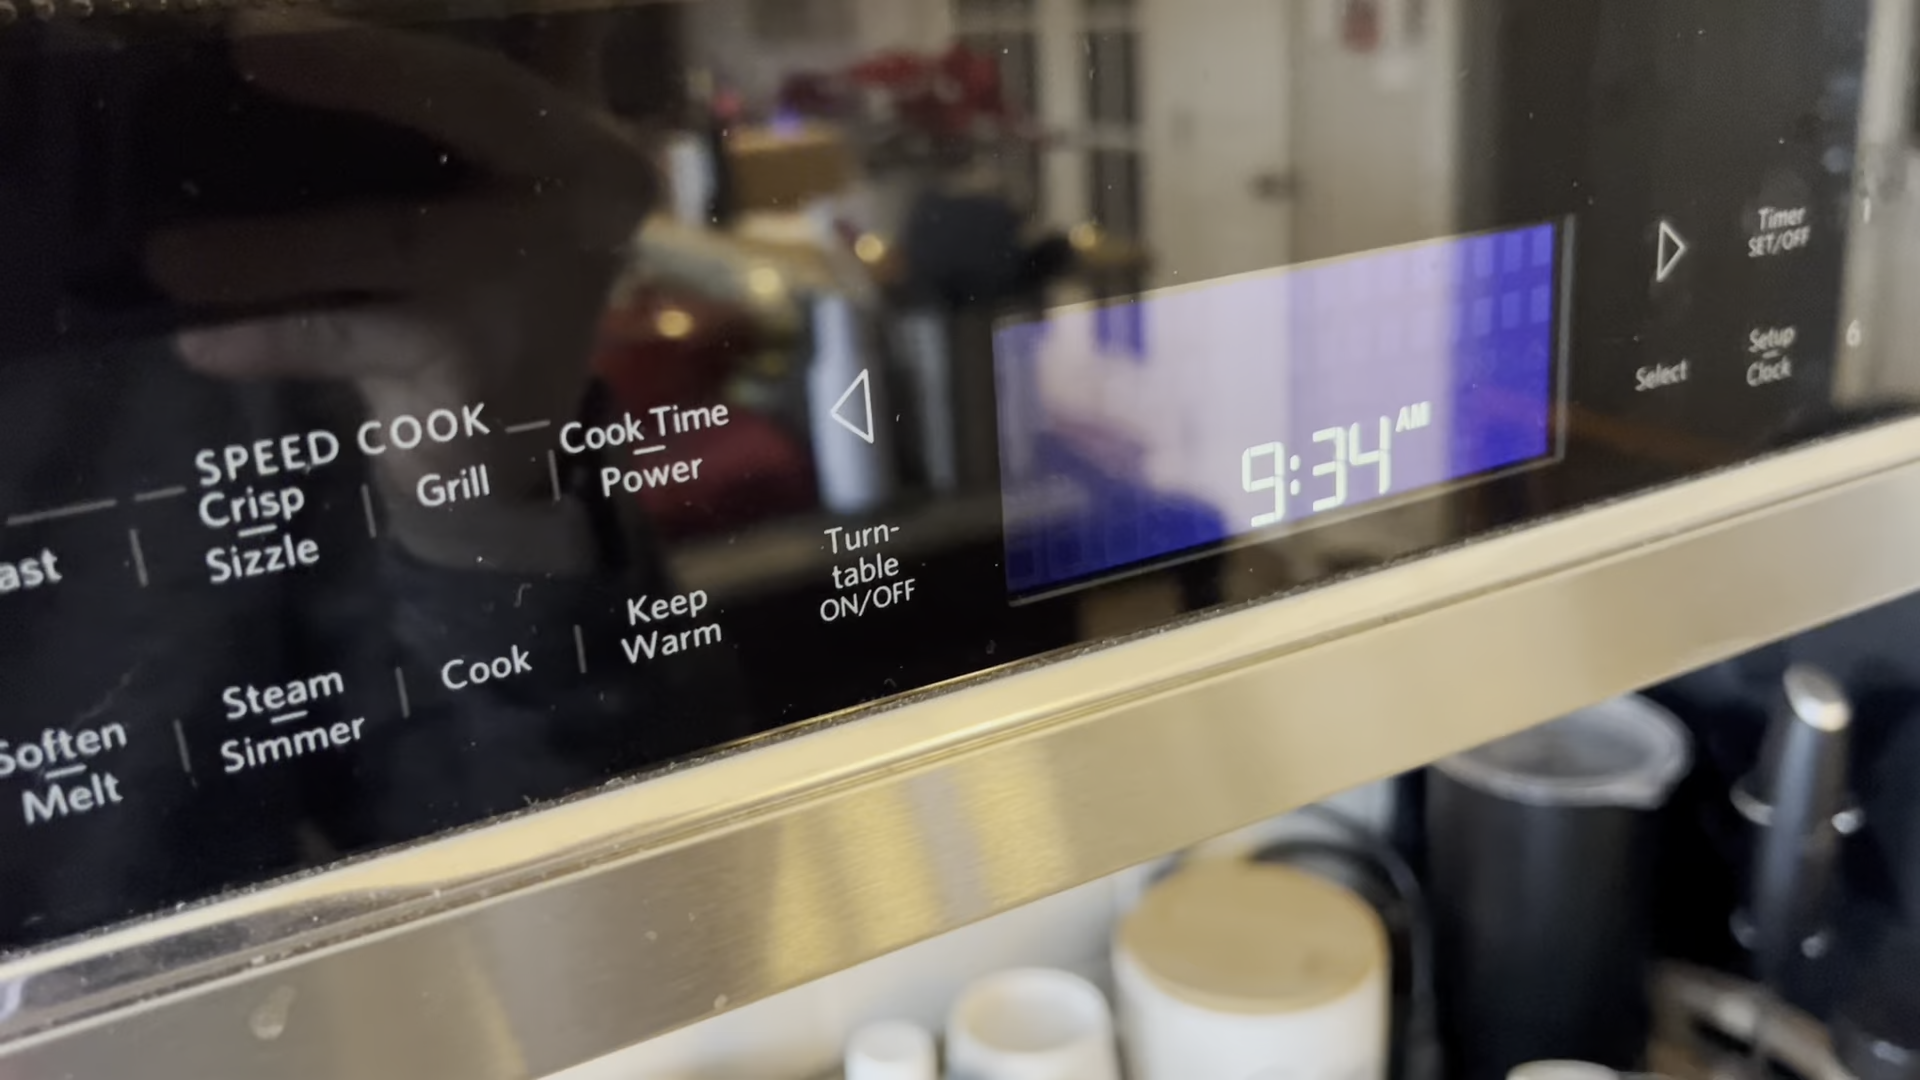 SPEED COOK
Crisp
Sizzle
Grill
Cook Time
Power
Soften
Melt
Steam
Simmer
Cook
Keep
Warm
Turn-
table
ON/OFF
9:34 AM
Select
Timer
SET/OFF
Setup
Clock
6